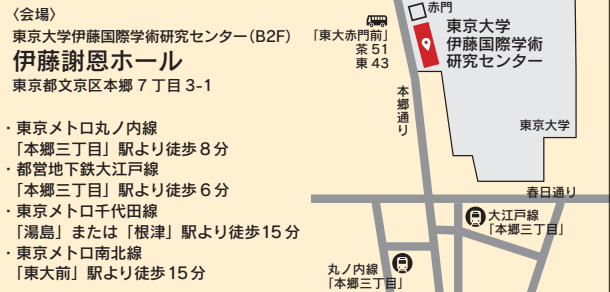 〈会場〉
東京大学伊藤国際学術研究センター(B2F)
伊藤謝恩ホール
東京都文京区本郷 7 丁目 3-1
・東京メトロ丸ノ内線
「本郷三丁目」駅より徒歩8分
・都営地下鉄大江戸線
「本郷三丁目」駅より徒歩6分
・東京メトロ千代田線
「湯島」または「根津」駅より徒歩15分
・東京メトロ南北線
「東大前」駅より徒歩15分
赤門
「東大赤門前」
茶 51
東 43
東京大学
伊藤国際学術
研究センター
本郷通り
東京大学
春日通り
大江戸線
「本郷三丁目」
丸ノ内線
「本郷三丁目」